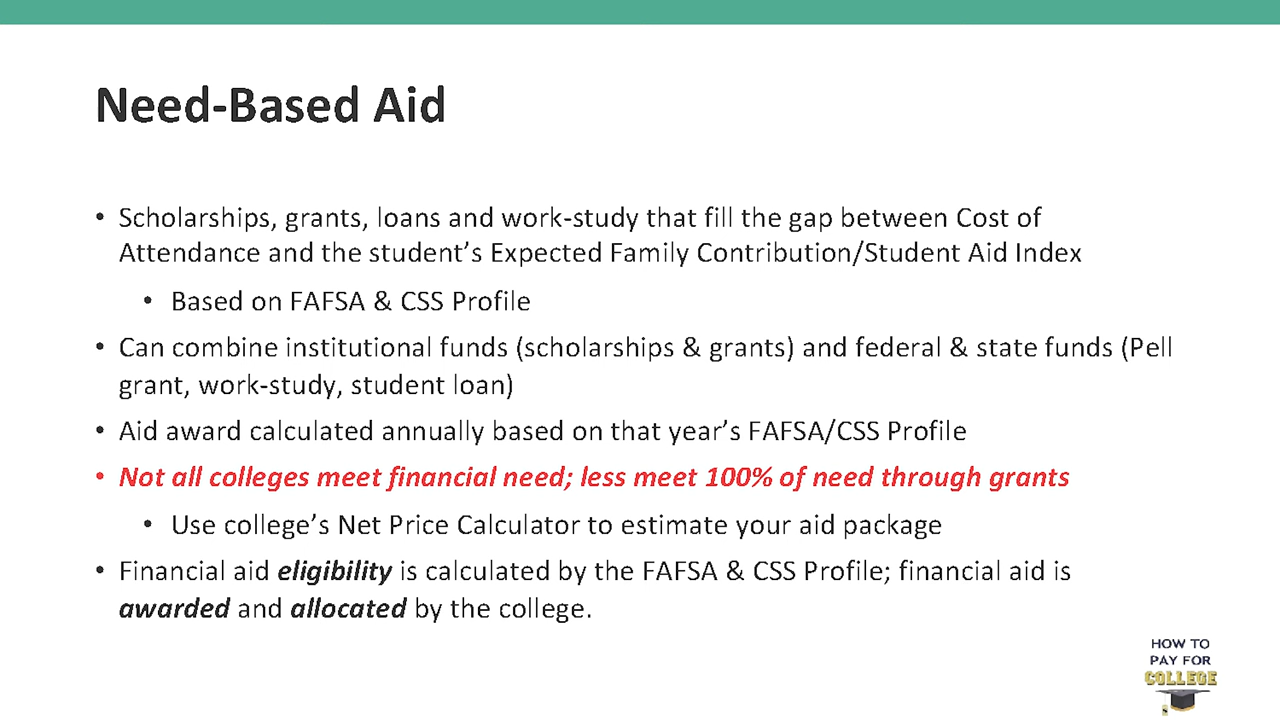 Need-Based Aid
• Scholarships, grants, loans and work-study that fill the gap between Cost of
Attendance and the student’s Expected Family Contribution/Student Aid Index
• Based on FAFSA & CSS Profile
• Can combine institutional funds (scholarships & grants) and federal & state funds (Pell
grant, work-study, student loan)
• Aid award calculated annually based on that year’s FAFSA/CSS Profile
• Not all colleges meet financial need; less meet 100% of need through grants
• Use college’s Net Price Calculator to estimate your aid package
• Financial aid eligibility is calculated by the FAFSA & CSS Profile; financial aid is
awarded and allocated by the college.
HOW TO
PAY FOR
COLLEGE